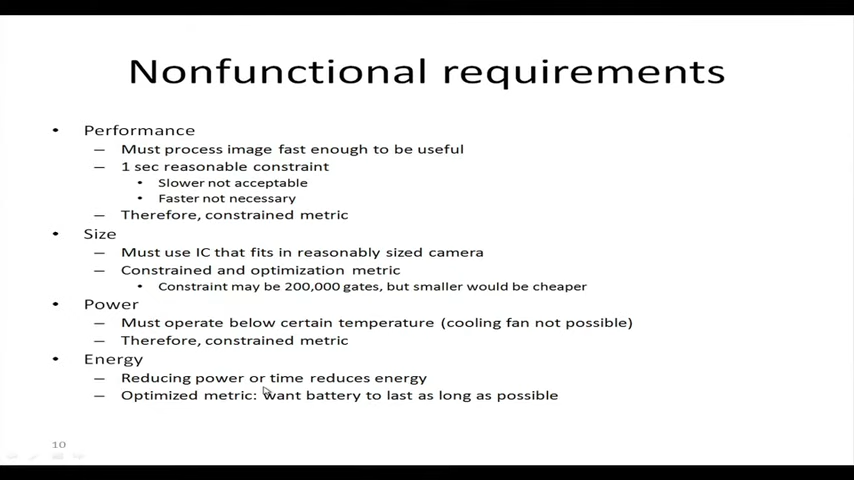 Nonfunctional requirements
• Performance
– Must process image fast enough to be useful
– 1 sec reasonable constraint
• Slower not acceptable
• Faster not necessary
– Therefore, constrained metric
• Size
– Must use IC that fits in reasonably sized camera
– Constrained and optimization metric
• Constraint may be 200,000 gates, but smaller would be cheaper
• Power
– Must operate below certain temperature (cooling fan not possible)
– Therefore, constrained metric
• Energy
– Reducing power or time reduces energy
– Optimized metric: want battery to last as long as possible
10